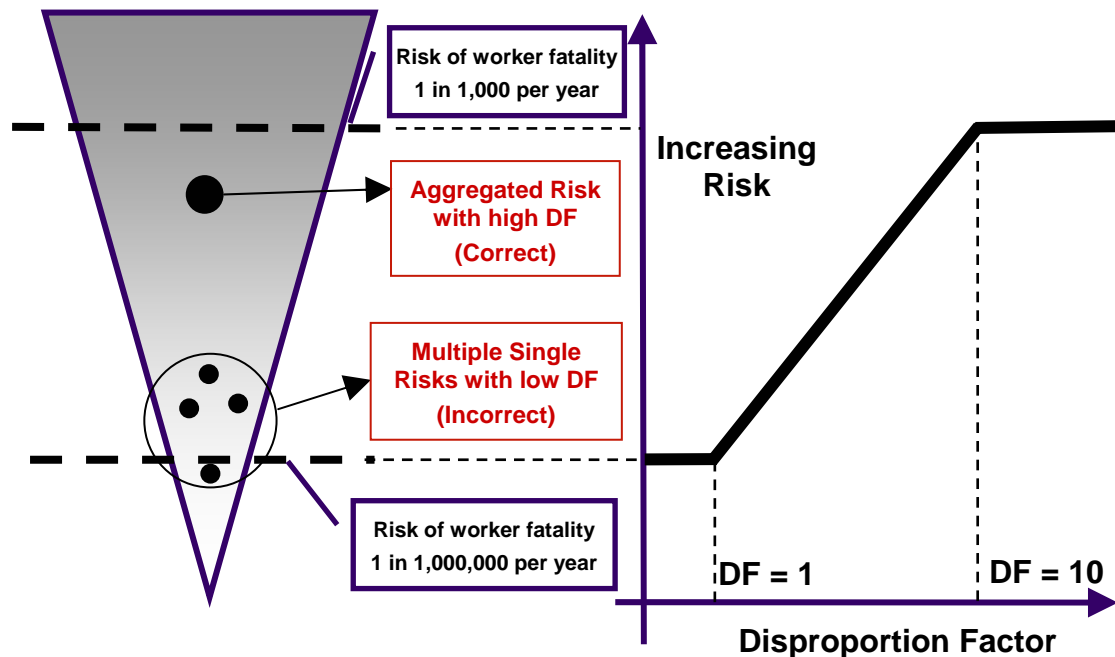 Risk of worker fatality
1 in 1,000 per year
Increasing
Risk
Aggregated Risk
with high DF
(Correct)
Multiple Single
Risks with low DF
(Incorrect)
Risk of worker fatality
1 in 1,000,000 per year
DF = 1
DF = 10
Disproportion Factor